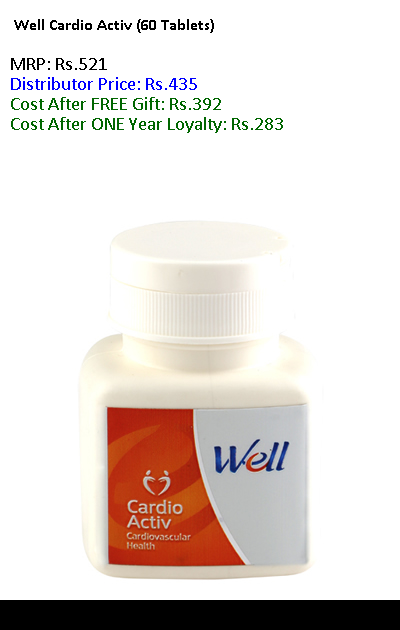 Well Cardio Activ (60 Tablets)
MRP: Rs.521
Distributor Price: Rs.435
Cost After FREE Gift: Rs.392
Cost After ONE Year Loyalty: Rs.283
Well
Cardio
Activ
Cardiovascular
Health